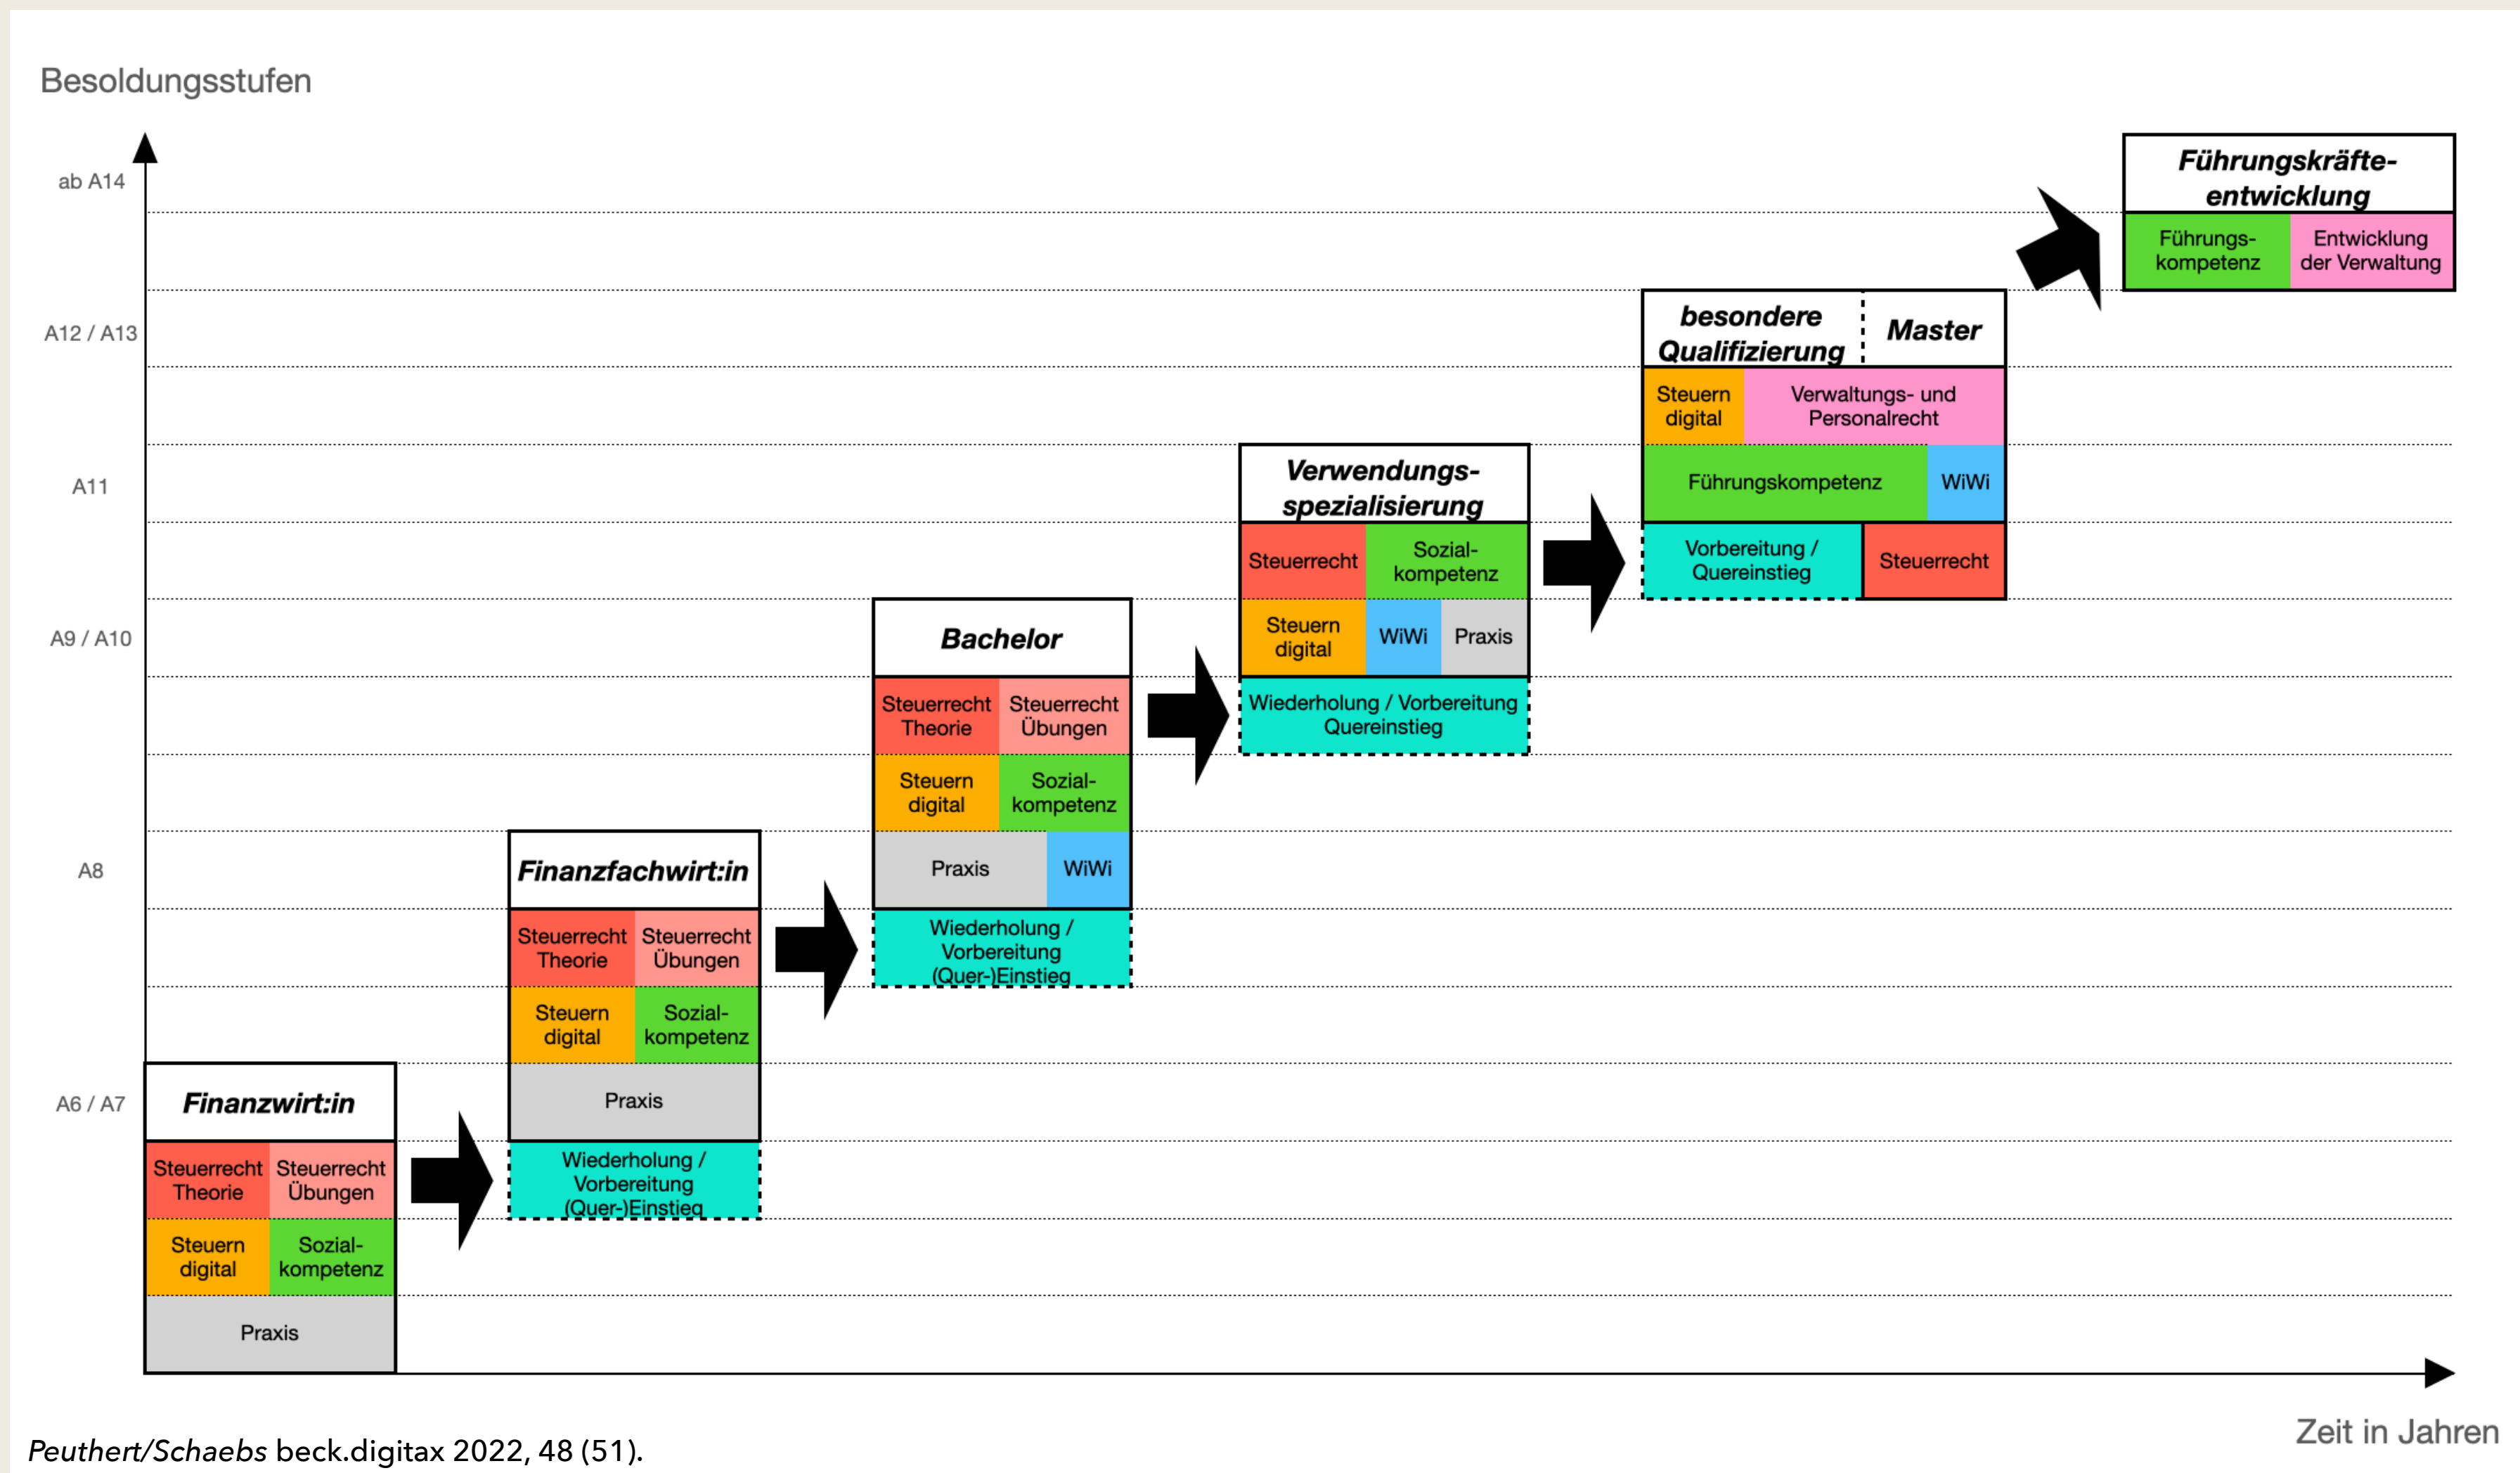 Besoldungsstufen
ab A14
A12 / A13
A11
A9 / A10
A8
A6 / A7
Führungskräfte-
entwicklung
Führungs-
kompetenz
Entwicklung
der Verwaltung
besondere
Qualifizierung
Master
Steuern
digital
Verwaltungs- und
Personalrecht
Führungskompetenz
WiWi
Vorbereitung /
Quereinstieg
Steuerrecht
Verwendungs-
spezialisierung
Steuerrecht
Sozial-
kompetenz
Steuern
digital
WiWi
Praxis
Wiederholung / Vorbereitung
Quereinstieg
Bachelor
Steuerrecht
Theorie
Steuerrecht
Übungen
Steuern
digital
Sozial-
kompetenz
Praxis
WiWi
Wiederholung /
Vorbereitung
(Quer-)Einstieg
Finanzfachwirt:in
Steuerrecht
Theorie
Steuerrecht
Übungen
Steuern
digital
Sozial-
kompetenz
Praxis
Wiederholung /
Vorbereitung
(Quer-)Einstieg
Finanzwirt:in
Steuerrecht
Theorie
Steuerrecht
Übungen
Steuern
digital
Sozial-
kompetenz
Praxis
Zeit in Jahren
Peuthert/Schaebs beck.digitax 2022, 48 (51).